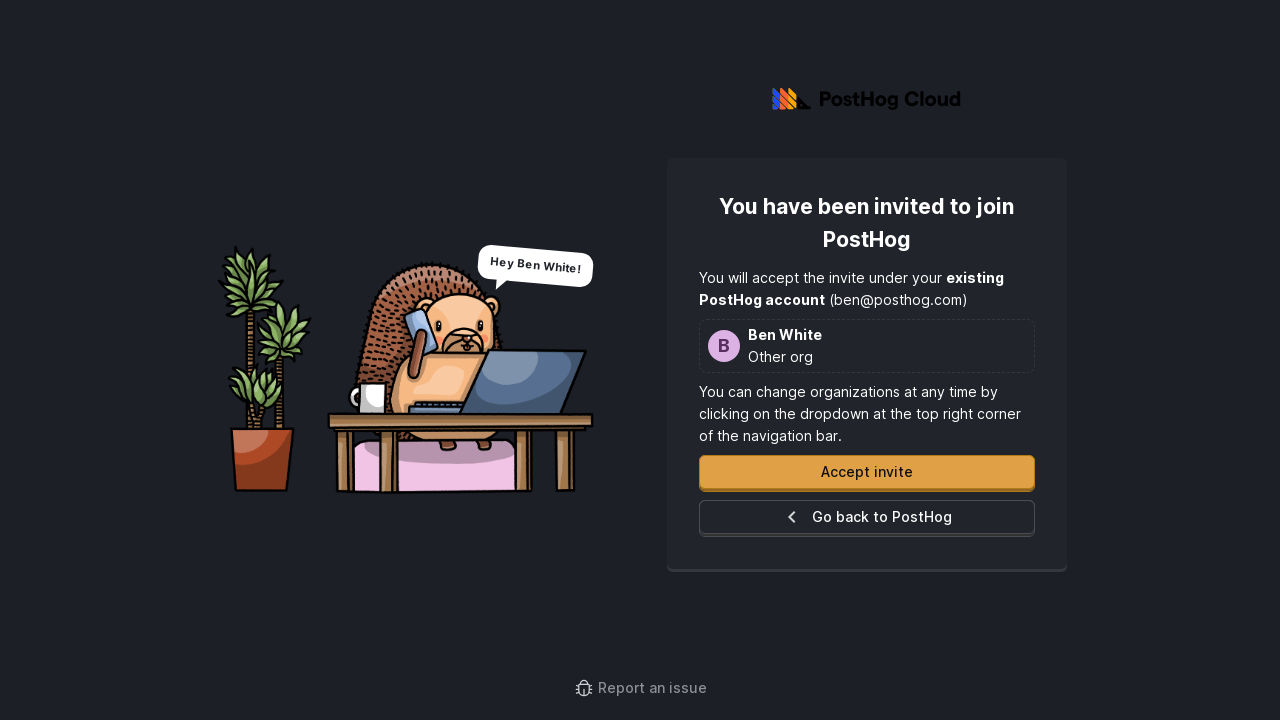 PostHog Cloud
Hey Ben White!
You have been invited to join
PostHog
You will accept the invite under your existing
PostHog account (ben@posthog.com)
B
Ben White
Other org
You can change organizations at any time by
clicking on the dropdown at the top right corner
of the navigation bar.
Accept invite
Go back to PostHog
Report an issue